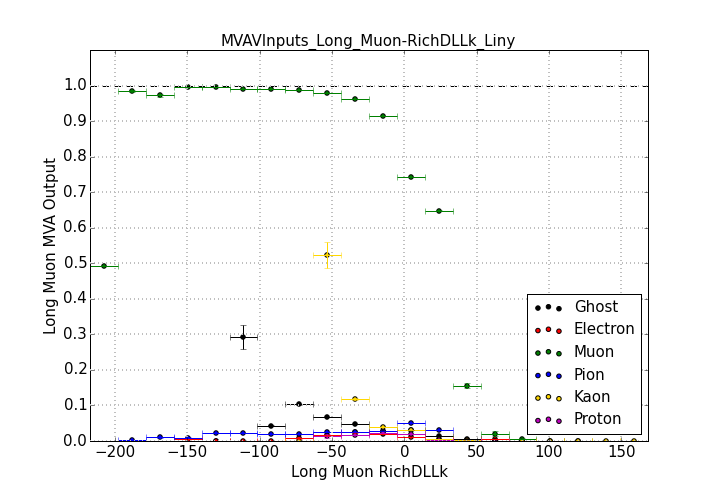 MVAVInputs_Long_Muon-RichDLLk_Liny
Long Muon MVA Output
1.0
0.9
0.8
0.7
0.6
0.5
0.4
0.3
0.2
0.1
0.0
Ghost
Electron
Muon
Pion
Kaon
Proton
−200 −150 −100 −50 0 50 100 150
Long Muon RichDLLk